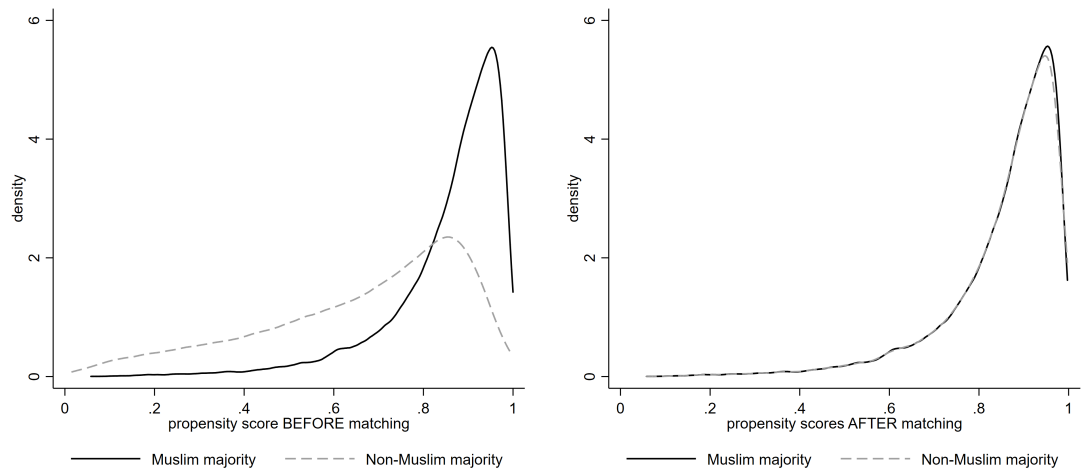 6
4
2
0
density
0 .2 .4 .6 .8 1
propensity score BEFORE matching
Muslim majority Non-Muslim majority
6
4
2
0
density
0 .2 .4 .6 .8 1
propensity scores AFTER matching
Muslim majority Non-Muslim majority